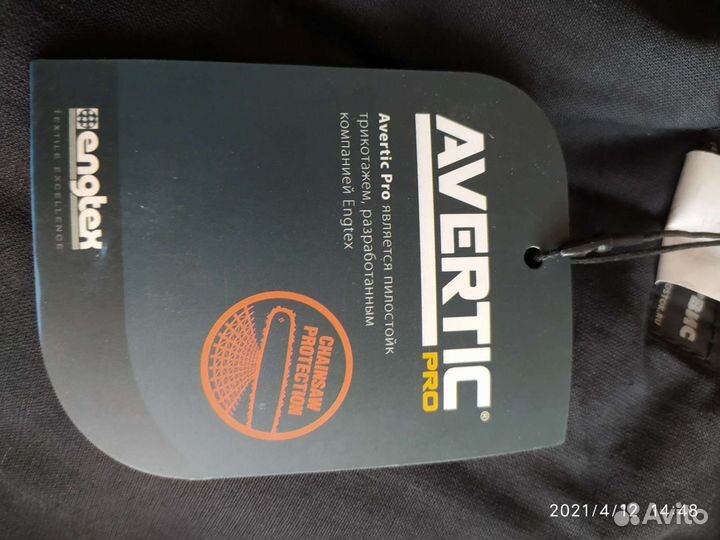 AVERTIC®
PRO
Avertic Pro является пилостойк
трикотажем, разработанным
компанией Engtex
CHAINSAW
PROTECTION
engtex
TEXTILE EXCELLENCE
2021/4/12 14:48
Avito